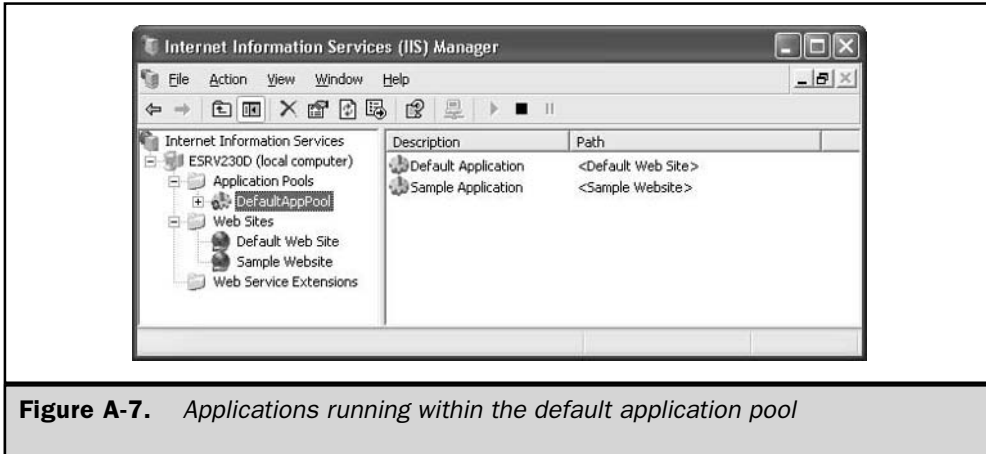 Internet Information Services (IIS) Manager
File Action View Window Help
Internet Information Services
ESRV230D (local computer)
Application Pools
DefaultAppPool
Web Sites
Default Web Site
Sample Website
Web Service Extensions
Description Path
Default Application <Default Web Site>
Sample Application <Sample Website>
Figure A-7. Applications running within the default application pool